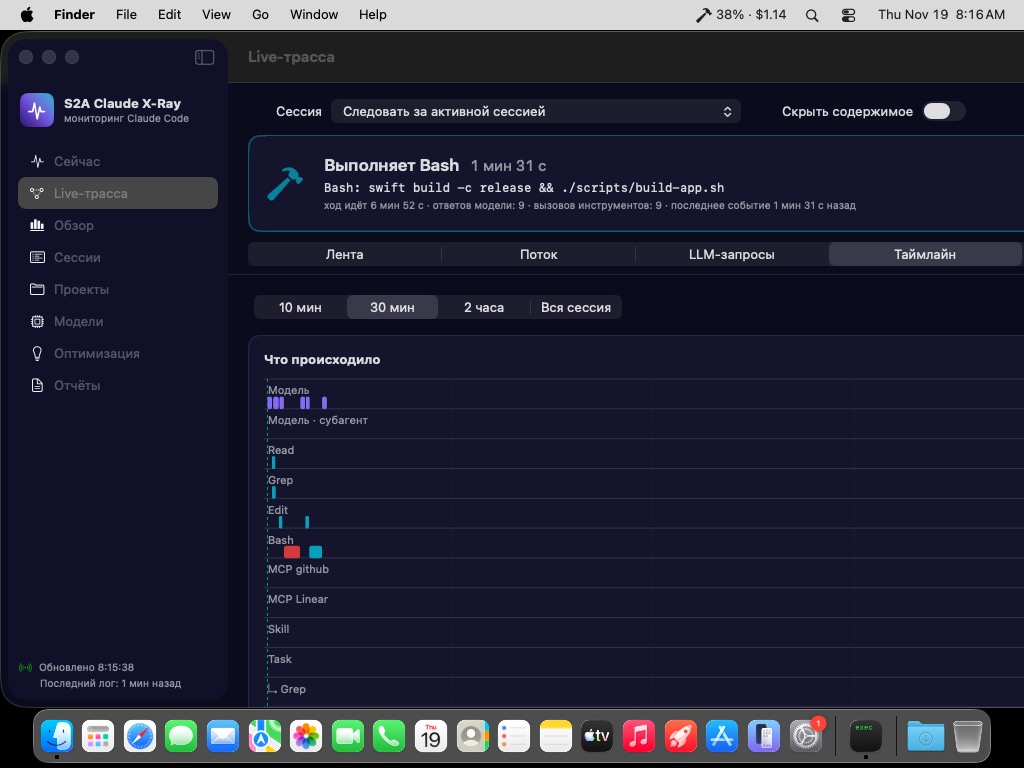 Finder File Edit View Go Window Help 38% · $1.14 Thu Nov 19 8:16 AM
Live-трасса
S2A Claude X-Ray
мониторинг Claude Code
Сейчас
Live-трасса
Обзор
Сессии
Проекты
Модели
Оптимизация
Отчёты
Обновлено 8:15:38
Последний лог: 1 мин назад
Сессия Следовать за активной сессией Скрыть содержимое
Выполняет Bash 1 мин 31 с
Bash: swift build -c release && ./scripts/build-app.sh
ход идёт 6 мин 52 с · ответов модели: 9 · вызовов инструментов: 9 · последнее событие 1 мин 31 с назад
Лента Поток LLM-запросы Таймлайн
10 мин 30 мин 2 часа Вся сессия
Что происходило
Модель
Модель · субагент
Read
Grep
Edit
Bash
MCP github
MCP Linear
Skill
Task
Grep
Thu
19
tv
1
exec